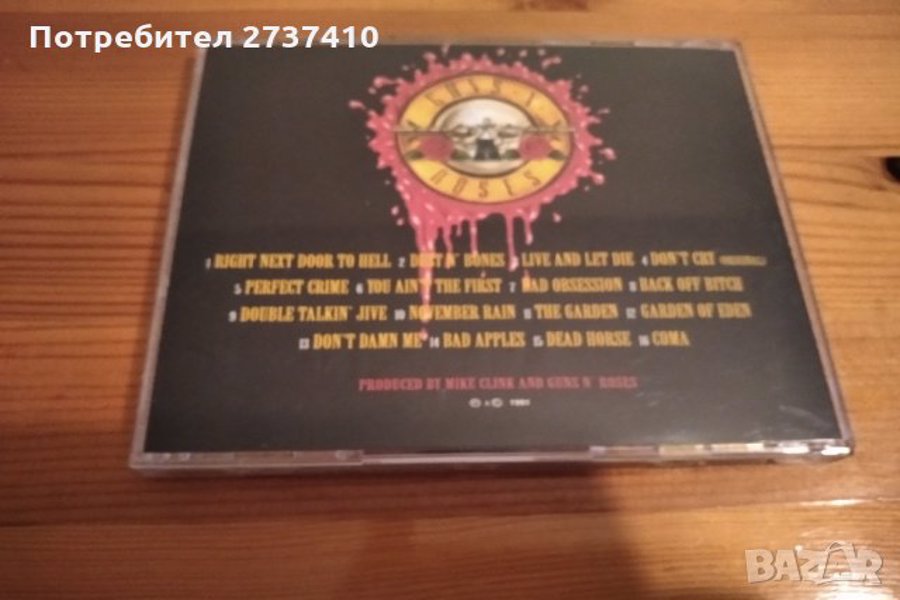 Потребител 2737410
GUNS N'
ROSES
1 RIGHT NEXT DOOR TO HELL 2 DUST N' BONES 3 LIVE AND LET DIE 4 DON'T CRY (ORIGINAL)
5 PERFECT CRIME 6 YOU AIN'T THE FIRST 7 BAD OBSESSION 8 BACK OFF BITCH
9 DOUBLE TALKIN' JIVE 10 NOVEMBER RAIN 11 THE GARDEN 12 GARDEN OF EDEN
13 DON'T DAMN ME 14 BAD APPLES 15 DEAD HORSE 16 COMA
PRODUCED BY MIKE CLINK AND GUNS N' ROSES
1991
BAZAR